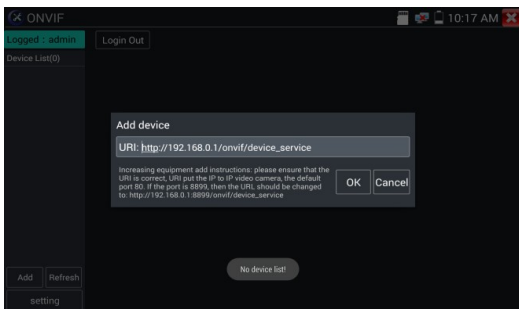 ONVIF
10:17 AM
Logged : admin
Login Out
Device List(0)
Add device
URI: http://192.168.0.1/onvif/device_service
Increasing equipment add instructions: please ensure that the
URI is correct, URI put the IP to IP video camera, the default
port 80. If the port is 8899, then the URL should be changed
to: http://192.168.0.1:8899/onvif/device_service
OK
Cancel
No device list!
Add
Refresh
setting